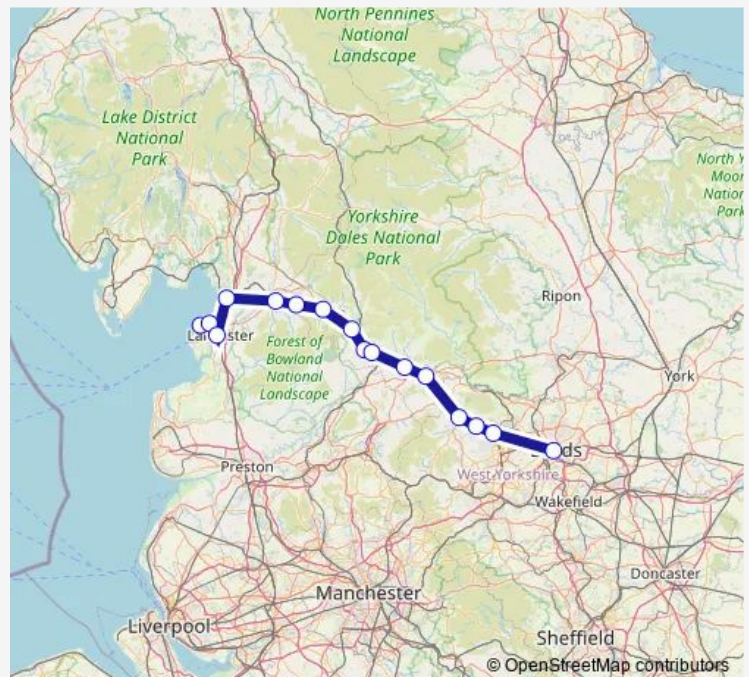 North Pennines
National
Landscape
Lake District
National
Park
North Y
Moor
Nation
Park
Yorkshire
Dales National
Park
Ripon
Forest of
Bowland
National
Landscape
York
Preston
West Yorkshire
Wakefield
Manchester
Doncaster
Liverpool
Sheffield
© OpenStreetMap contributors